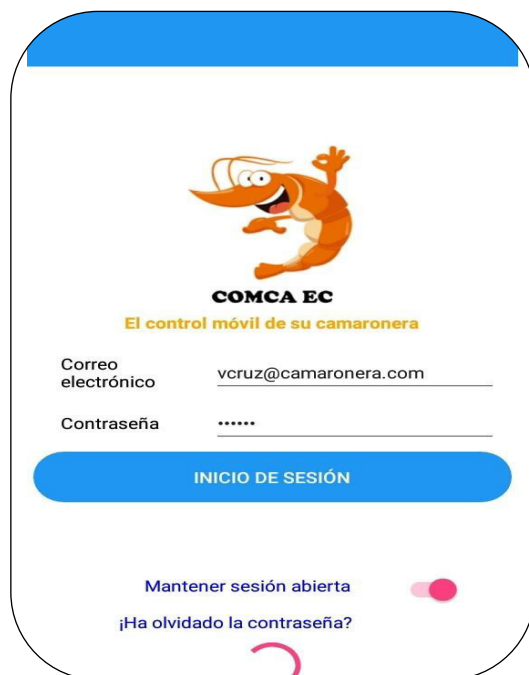 COMCA EC
El control móvil de su camaronera
Correo
electrónico
vcruz@camaronera.com
Contraseña
••••••
INICIO DE SESIÓN
Mantener sesión abierta
¡Ha olvidado la contraseña?